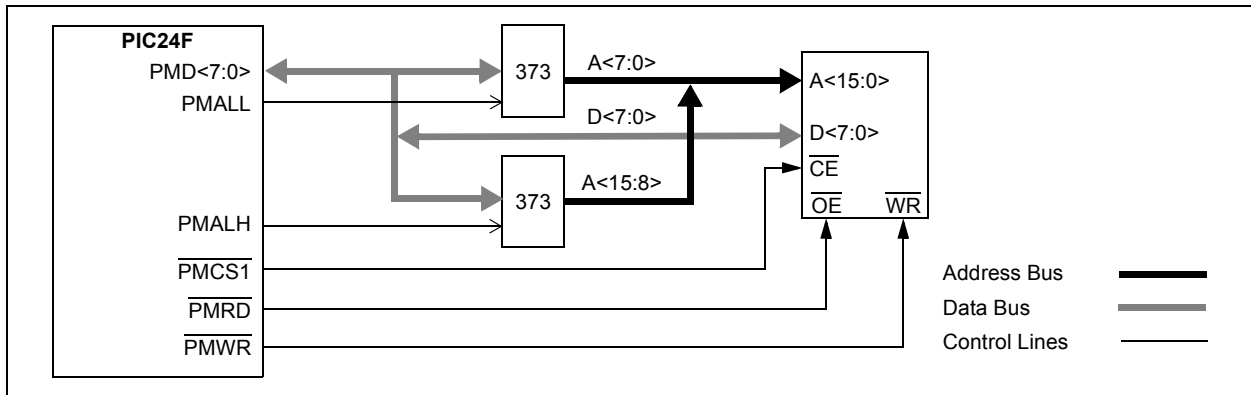 PIC24F
PMD<7:0>
PMALL
PMALH
PMCS1
PMRD
PMWR
373
A<7:0>
D<7:0>
373
A<15:8>
A<15:0>
D<7:0>
CE
OE WR
Address Bus
Data Bus
Control Lines